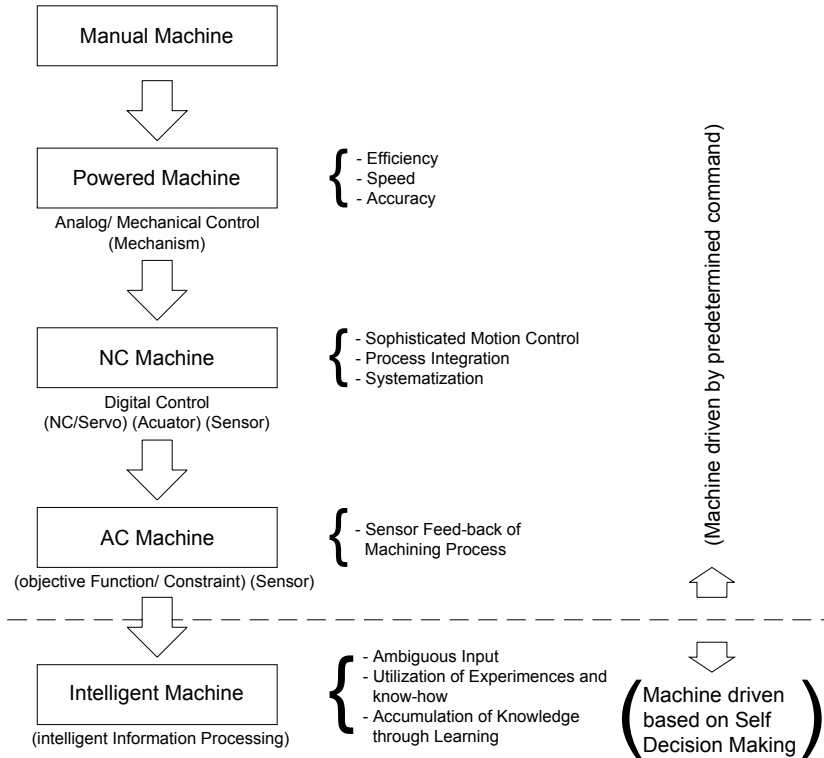 Manual Machine
Powered Machine
Analog/ Mechanical Control
(Mechanism)
- Efficiency
- Speed
- Accuracy
NC Machine
Digital Control
(NC/Servo) (Acuator) (Sensor)
- Sophisticated Motion Control
- Process Integration
- Systematization
AC Machine
(objective Function/ Constraint) (Sensor)
- Sensor Feed-back of
Machining Process
(Machine driven by predetermined command)
Intelligent Machine
(intelligent Information Processing)
- Ambiguous Input
- Utilization of Experimences and
know-how
- Accumulation of Knowledge
through Learning
(Machine driven
based on Self
Decision Making)